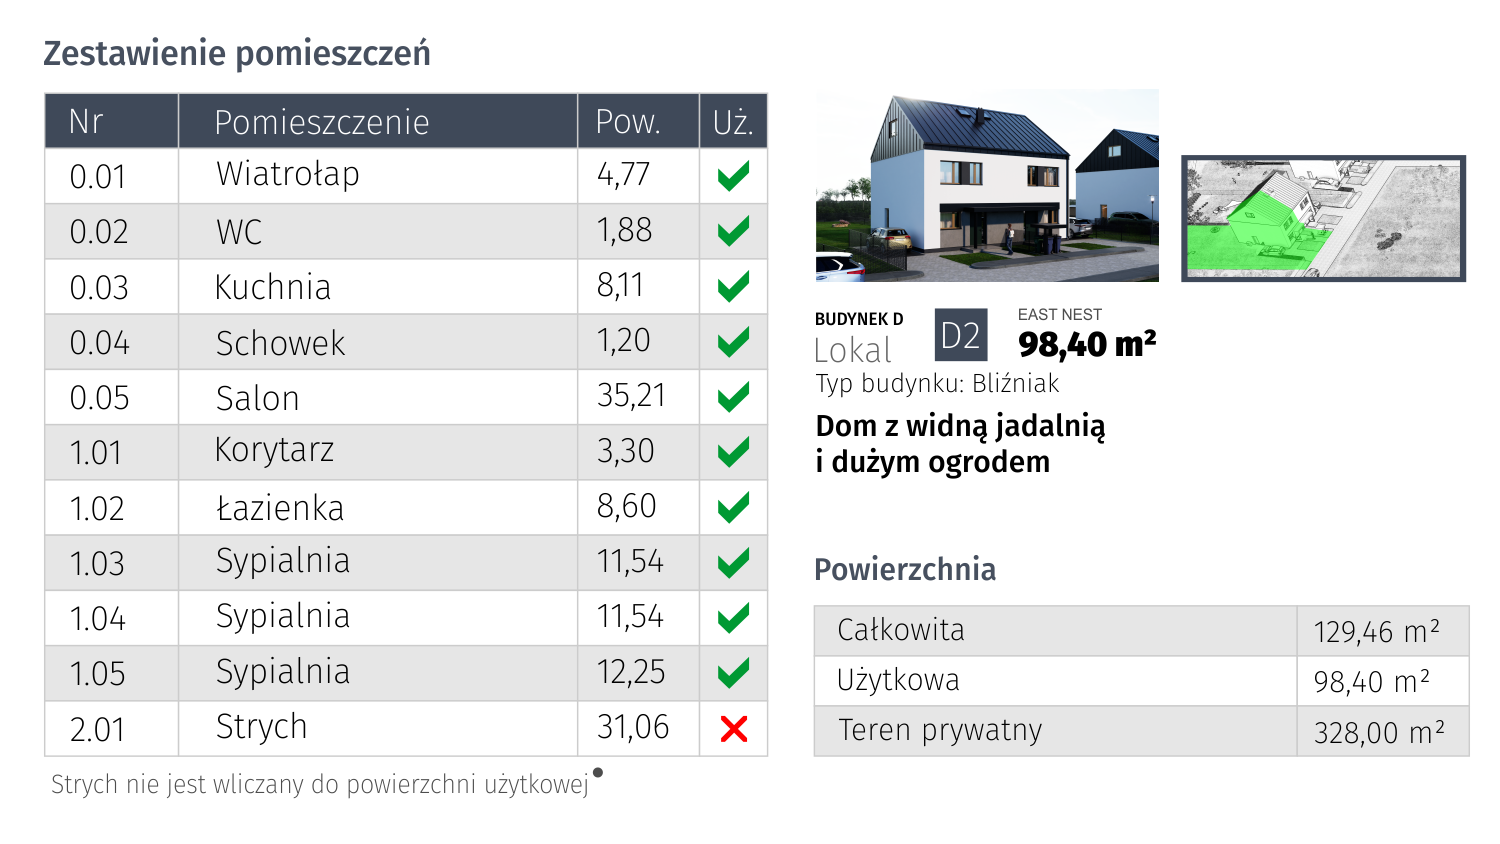 Zestawienie pomieszczeń
Nr Pomieszczenie Pow. Uż.
0.01 Wiatrołap 4,77
0.02 WC 1,88
0.03 Kuchnia 8,11
0.04 Schowek 1,20
0.05 Salon 35,21
1.01 Korytarz 3,30
1.02 Łazienka 8,60
1.03 Sypialnia 11,54
1.04 Sypialnia 11,54
1.05 Sypialnia 12,25
2.01 Strych 31,06
Strych nie jest wliczany do powierzchni użytkowej
BUDYNEK D
Lokal
D2
EAST NEST
98,40 m²
Typ budynku: Bliźniak
Dom z widną jadalnią
i dużym ogrodem
Powierzchnia
Całkowita 129,46 m²
Użytkowa 98,40 m²
Teren prywatny 328,00 m²